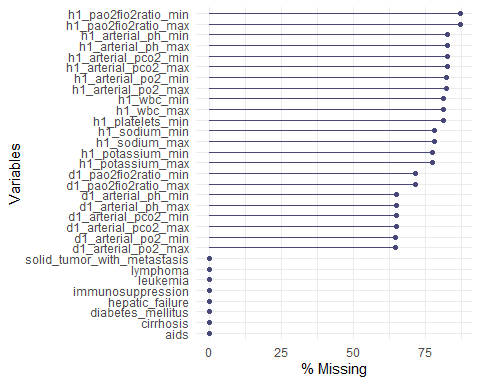 h1_pao2fio2ratio_min
h1_pao2fio2ratio_max
h1_arterial_ph_min
h1_arterial_ph_max
h1_arterial_pco2_min
h1_arterial_pco2_max
h1_arterial_po2_min
h1_arterial_po2_max
h1_wbc_min
h1_wbc_max
h1_platelets_min
h1_sodium_min
h1_sodium_max
h1_potassium_min
h1_potassium_max
d1_pao2fio2ratio_min
d1_pao2fio2ratio_max
d1_arterial_ph_min
d1_arterial_ph_max
d1_arterial_pco2_min
d1_arterial_pco2_max
d1_arterial_po2_min
d1_arterial_po2_max
solid_tumor_with_metastasis
lymphoma
leukemia
immunosuppression
hepatic_failure
diabetes_mellitus
cirrhosis
aids
Variables
0 25 50 75
% Missing